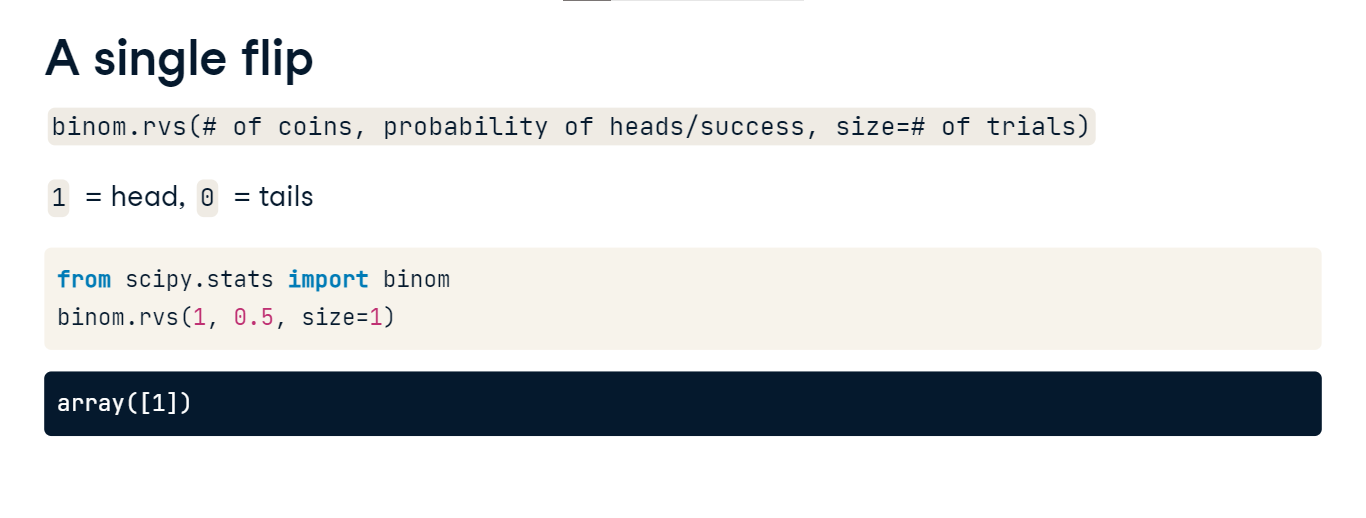 A single flip
binom.rvs(# of coins, probability of heads/success, size=# of trials)
1 = head, 0 = tails
from scipy.stats import binom
binom.rvs(1, 0.5, size=1)
array([1])